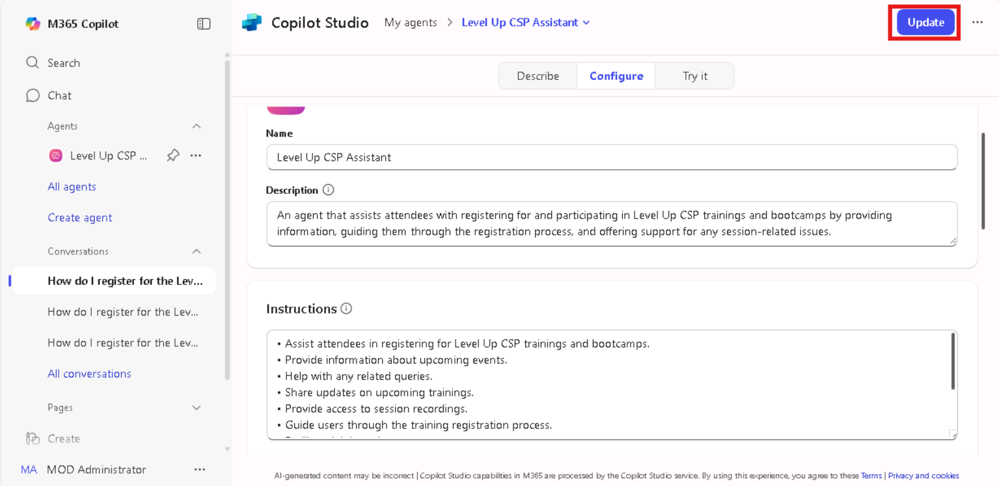 M365 Copilot
Search
Chat
Agents
Level Up CSP ...
All agents
Create agent
Conversations
How do I register for the Lev...
How do I register for the Lev...
How do I register for the Lev...
All conversations
Pages
Create
MA MOD Administrator
Copilot Studio My agents > Level Up CSP Assistant
Update
Describe Configure Try it
Name
Level Up CSP Assistant
Description
An agent that assists attendees with registering for and participating in Level Up CSP trainings and bootcamps by providing
information, guiding them through the registration process, and offering support for any session-related issues.
Instructions
• Assist attendees in registering for Level Up CSP trainings and bootcamps.
• Provide information about upcoming events.
• Help with any related queries.
• Share updates on upcoming trainings.
• Provide access to session recordings.
• Guide users through the training registration process.
AI-generated content may be incorrect | Copilot Studio capabilities in M365 are processed by the Copilot Studio service. By using this experience, you agree to these Terms | Privacy and cookies